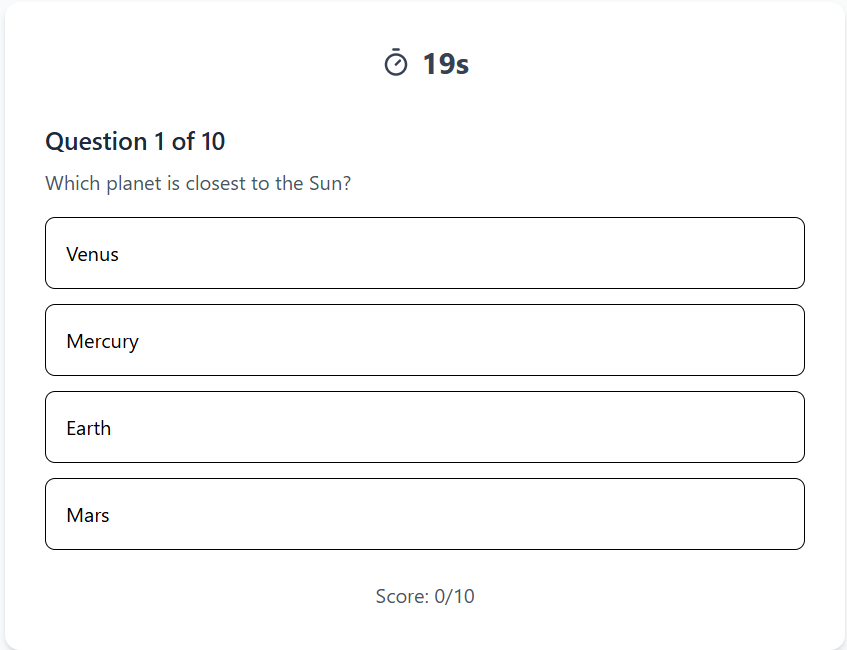 19s
Question 1 of 10
Which planet is closest to the Sun?
Venus
Mercury
Earth
Mars
Score: 0/10